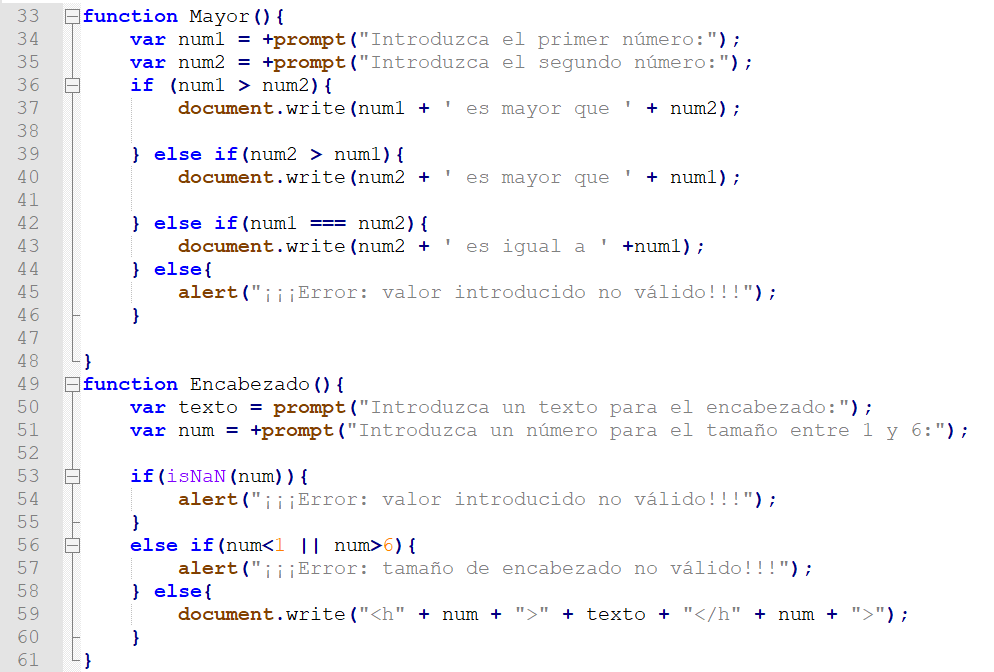 33 function Mayor(){
34 var num1 = +prompt("Introduzca el primer número:");
35 var num2 = +prompt("Introduzca el segundo número:");
36 if (num1 > num2){
37 document.write(num1 + ' es mayor que ' + num2);
38
39 } else if(num2 > num1){
40 document.write(num2 + ' es mayor que ' + num1);
41
42 } else if(num1 === num2){
43 document.write(num2 + ' es igual a ' +num1);
44 } else{
45 alert("¡¡¡Error: valor introducido no válido!!!");
46 }
47
48 }
49 function Encabezado(){
50 var texto = prompt("Introduzca un texto para el encabezado:");
51 var num = +prompt("Introduzca un número para el tamaño entre 1 y 6:");
52
53 if(isNaN(num)){
54 alert("¡¡¡Error: valor introducido no válido!!!");
55 }
56 else if(num<1 || num>6){
57 alert("¡¡¡Error: tamaño de encabezado no válido!!!");
58 } else{
59 document.write("<h" + num + ">" + texto + "</h" + num + ">");
60 }
61 }